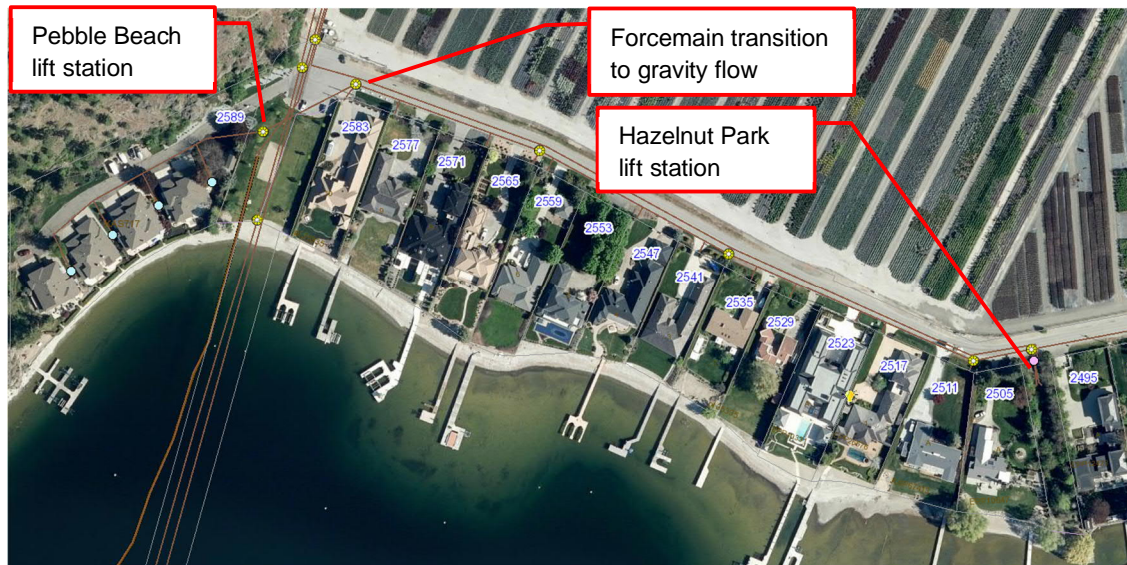 Pebble Beach
lift station
Forcemain transition
to gravity flow
Hazelnut Park
lift station
2589
2583
2577
2571
2565
2559
2553
2547
2541
2535
2529
2523
2517
2511
2505
2495